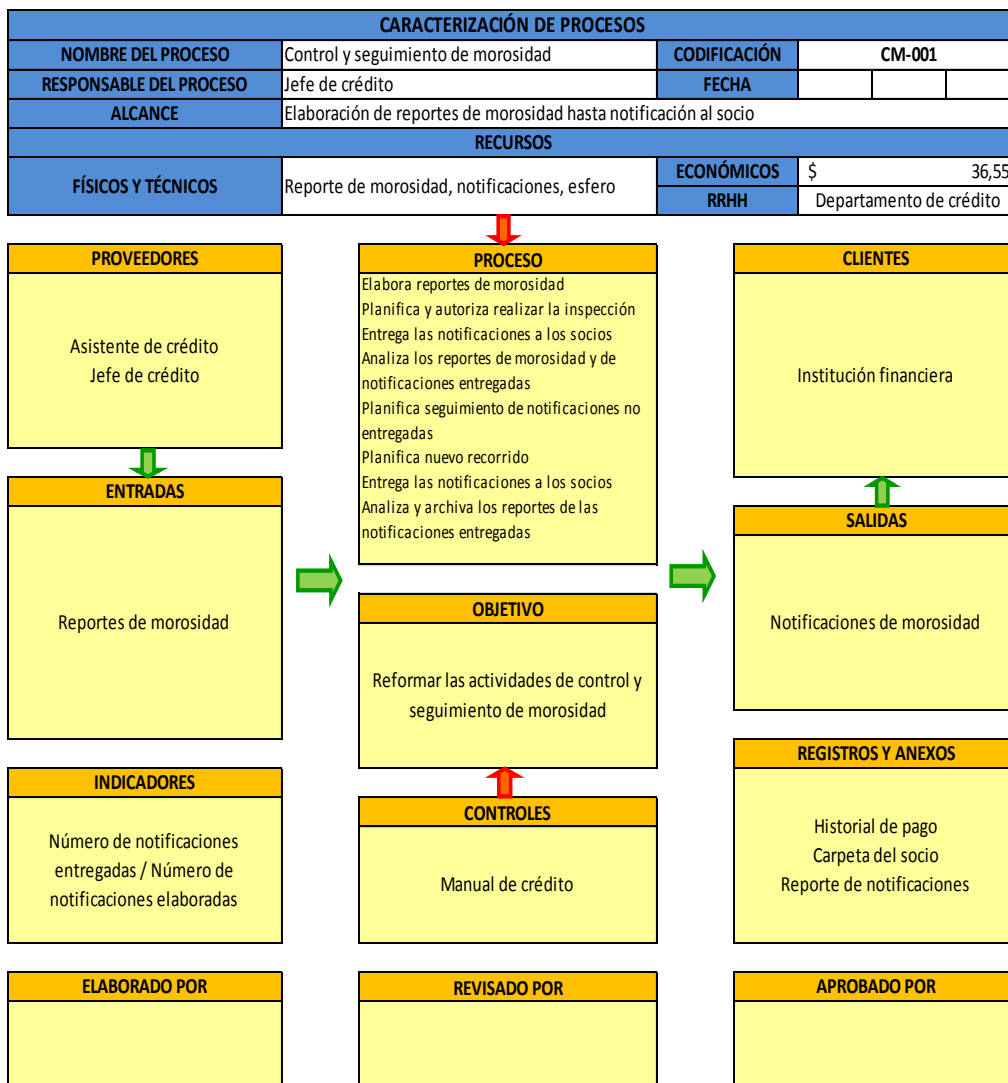 CARACTERIZACIÓN DE PROCESOS
NOMBRE DEL PROCESO
Control y seguimiento de morosidad
CODIFICACIÓN
CM-001
RESPONSABLE DEL PROCESO
Jefe de crédito
FECHA
ALCANCE
Elaboración de reportes de morosidad hasta notificación al socio
RECURSOS
FÍSICOS Y TÉCNICOS
Reporte de morosidad, notificaciones, esfero
ECONÓMICOS
$ 36,55
RRHH
Departamento de crédito
PROVEEDORES
Asistente de crédito
Jefe de crédito
ENTRADAS
Reportes de morosidad
INDICADORES
Número de notificaciones
entregadas / Número de
notificaciones elaboradas
PROCESO
Elabora reportes de morosidad
Planifica y autoriza realizar la inspección
Entrega las notificaciones a los socios
Analiza los reportes de morosidad y de
notificaciones entregadas
Planifica seguimiento de notificaciones no
entregadas
Planifica nuevo recorrido
Entrega las notificaciones a los socios
Analiza y archiva los reportes de las
notificaciones entregadas
OBJETIVO
Reformar las actividades de control y
seguimiento de morosidad
CONTROLES
Manual de crédito
CLIENTES
Institución financiera
SALIDAS
Notificaciones de morosidad
REGISTROS Y ANEXOS
Historial de pago
Carpeta del socio
Reporte de notificaciones
ELABORADO POR
REVISADO POR
APROBADO POR